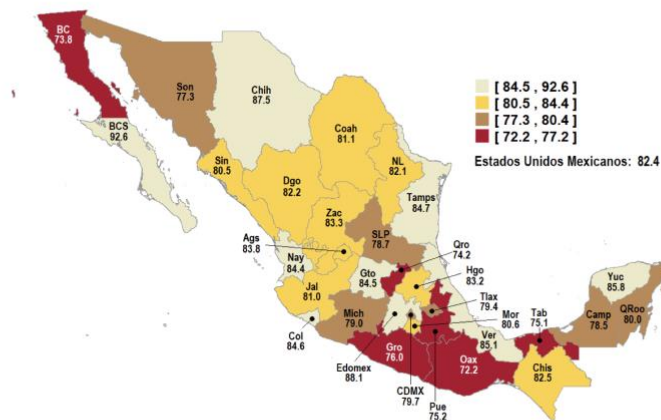 BC
73.8
Son
77.3
Chih
87.5
[ 84.5 , 92.6 ]
[ 80.5 , 84.4 ]
[ 77.3 , 80.4 ]
[ 72.2 , 77.2 ]
Estados Unidos Mexicanos: 82.4
BCS
92.6
Coah
81.1
Sin
80.5
NL
82.1
Dgo
82.2
Tamps
84.7
Zac
83.3
Ags
83.8
SLP
78.7
Qro
74.2
Nay
84.4
Gto
84.5
Hgo
83.2
Jal
81.0
Tlax
79.4
Yuc
85.8
Mich
79.0
Mor
80.6
Tab
75.1
Camp
78.5
QRoo
80.0
Col
84.6
Ver
85.1
Gro
76.0
Oax
72.2
Chis
82.5
Edomex
88.1
CDMX
79.7
Pue
75.2